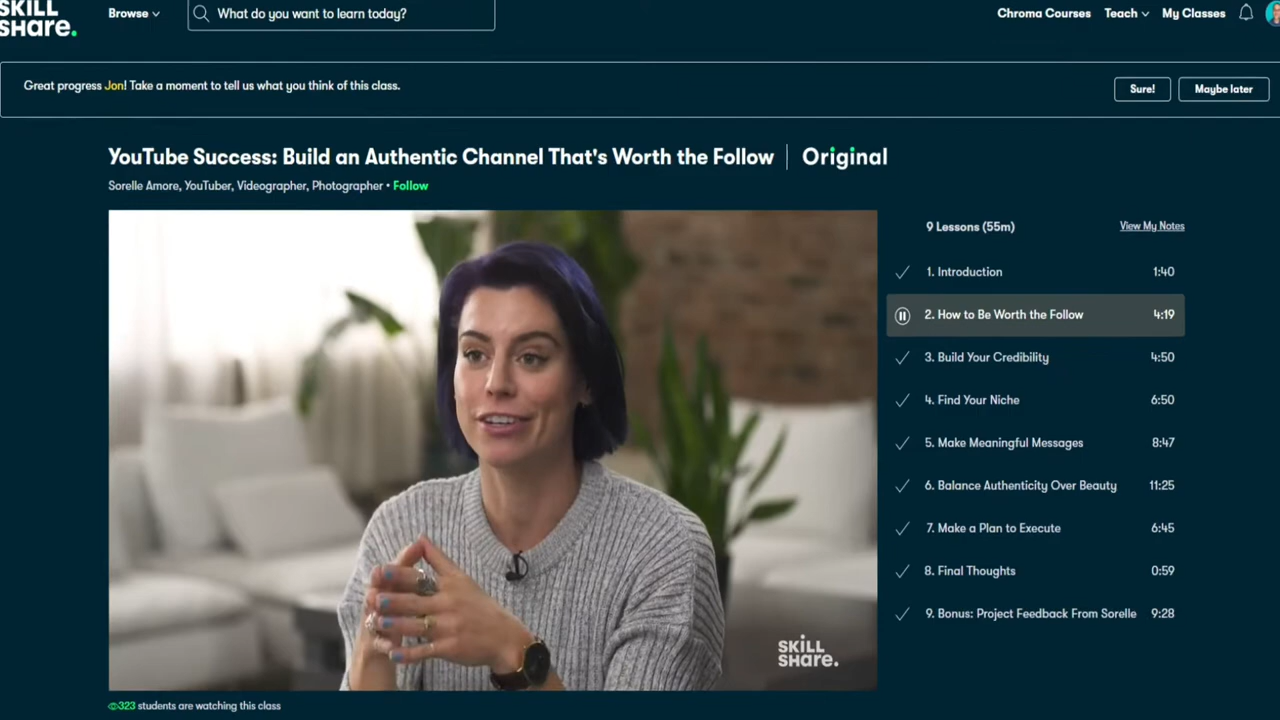 SKILL
SHare.
Browse
What do you want to learn today?
Chroma Courses
Teach
My Classes
Great progress Jon! Take a moment to tell us what you think of this class.
Sure!
Maybe later
YouTube Success: Build an Authentic Channel That's Worth the Follow | Original
Sorelle Amore, YouTuber, Videographer, Photographer • Follow
9 Lessons (55m)
View My Notes
1. Introduction 1:40
2. How to Be Worth the Follow 4:19
3. Build Your Credibility 4:50
4. Find Your Niche 6:50
5. Make Meaningful Messages 8:47
6. Balance Authenticity Over Beauty 11:25
7. Make a Plan to Execute 6:45
8. Final Thoughts 0:59
9. Bonus: Project Feedback From Sorelle 9:28
SKILL
SHare.
323 students are watching this class